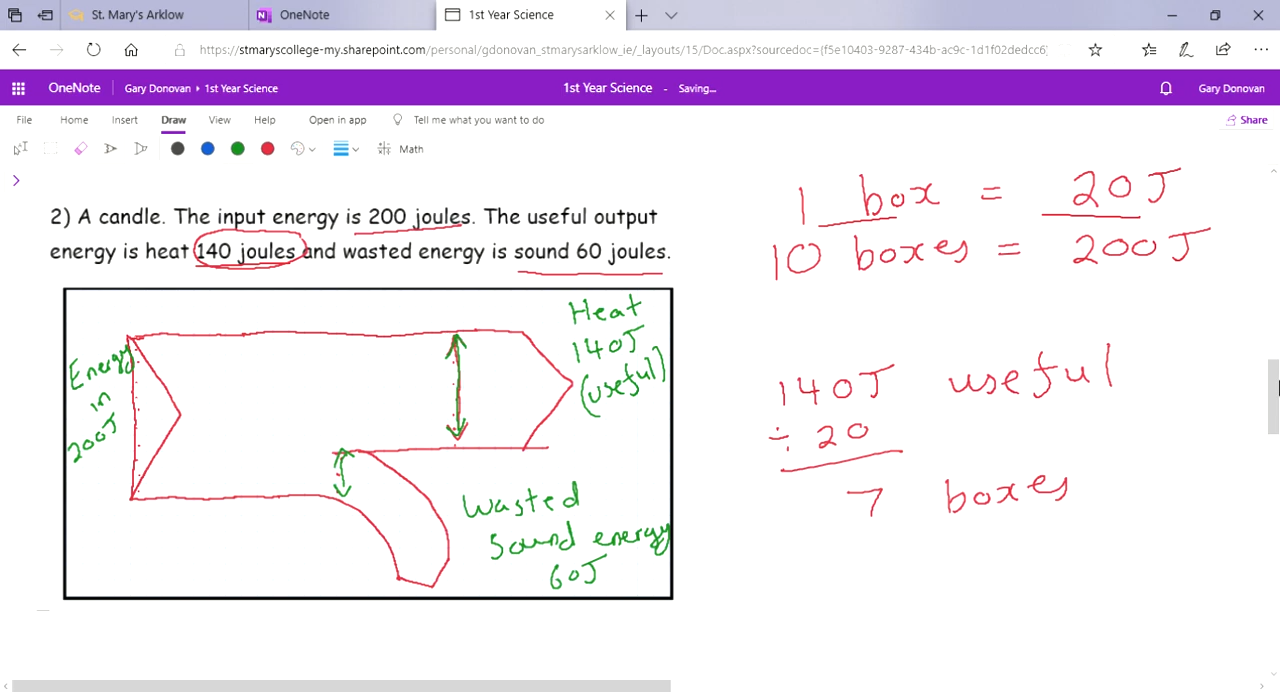 St. Mary's Arklow
OneNote
1st Year Science
https://stmaryscollege-my.sharepoint.com/personal/gdonovan_stmarysarklow_ie/_layouts/15/Doc.aspx?sourcedoc={f5e10403-9287-434b-ac9c-1d1f02dedcc6}
OneNote
Gary Donovan › 1st Year Science
1st Year Science - Saving...
Gary Donovan
File Home Insert Draw View Help Open in app Tell me what you want to do
Share
Math
2) A candle. The input energy is 200 joules. The useful output
energy is heat 140 joules and wasted energy is sound 60 joules.
Energy
in
200J
Heat
140J
(useful)
Wasted
Sound energy
60J
1 box = 20J
10 boxes = 200J
140J useful
÷ 20
7 boxes